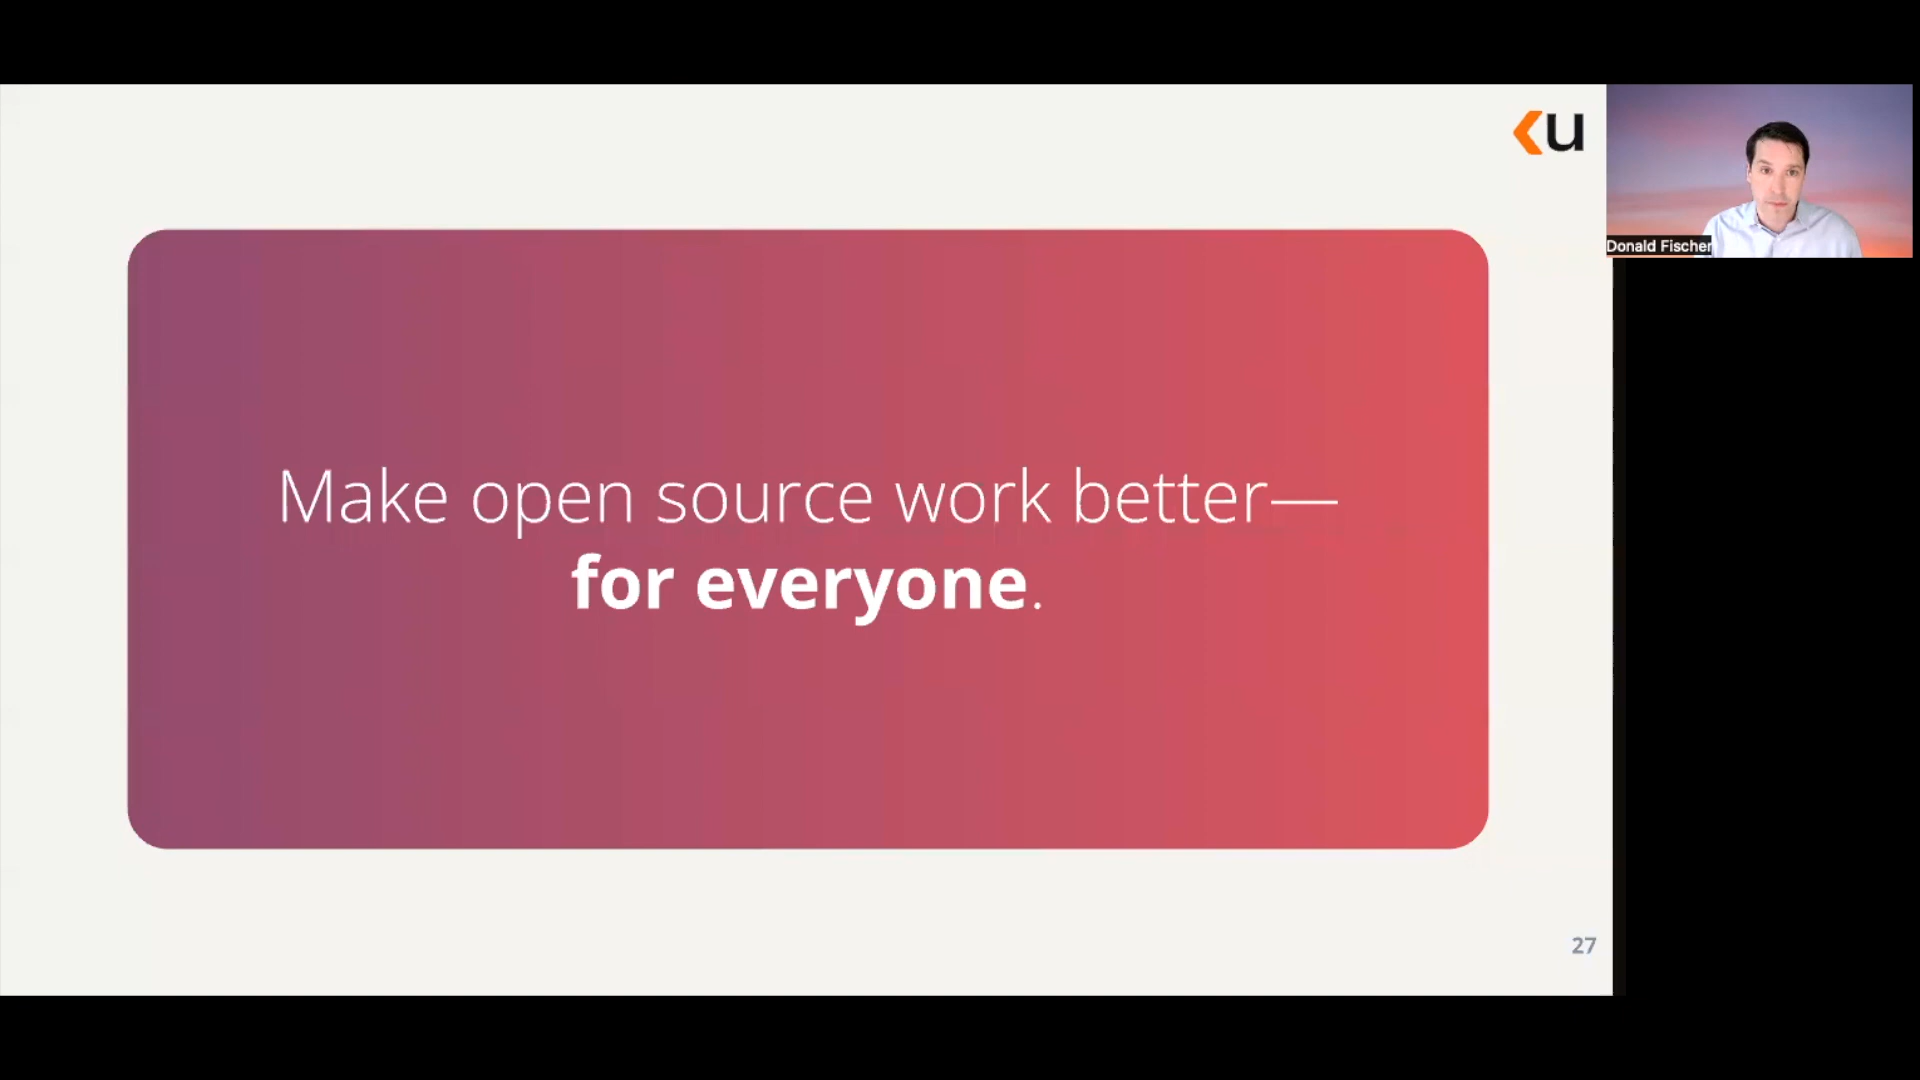 u
Donald Fischer
Make open source work better—
for everyone.
27